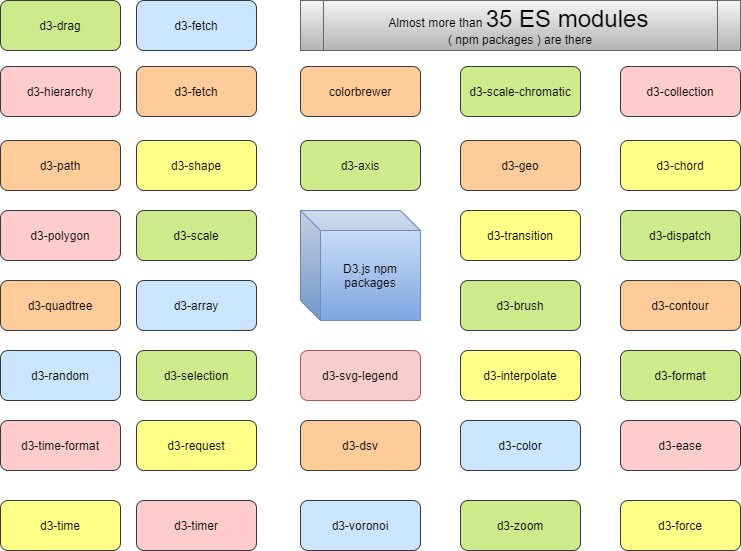 d3-drag
d3-fetch
Almost more than 35 ES modules
( npm packages ) are there
d3-hierarchy
d3-fetch
colorbrewer
d3-scale-chromatic
d3-collection
d3-path
d3-shape
d3-axis
d3-geo
d3-chord
d3-polygon
d3-scale
D3.js npm
packages
d3-transition
d3-dispatch
d3-quadtree
d3-array
d3-brush
d3-contour
d3-random
d3-selection
d3-svg-legend
d3-interpolate
d3-format
d3-time-format
d3-request
d3-dsv
d3-color
d3-ease
d3-time
d3-timer
d3-voronoi
d3-zoom
d3-force